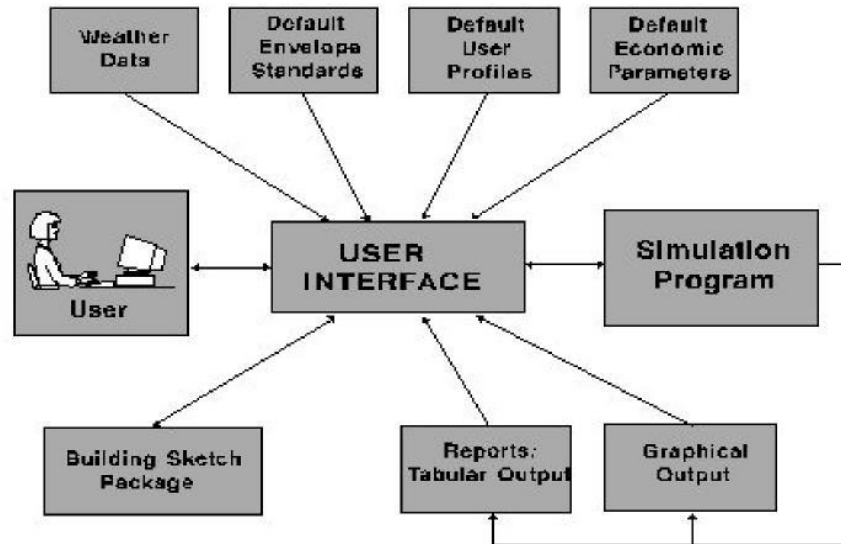 Weather
Data
Default
Envelope
Standards
Default
User
Profiles
Default
Economic
Parameters
User
USER
INTERFACE
Simulation
Program
Building Sketch
Package
Reports/
Tabular Output
Graphical
Output